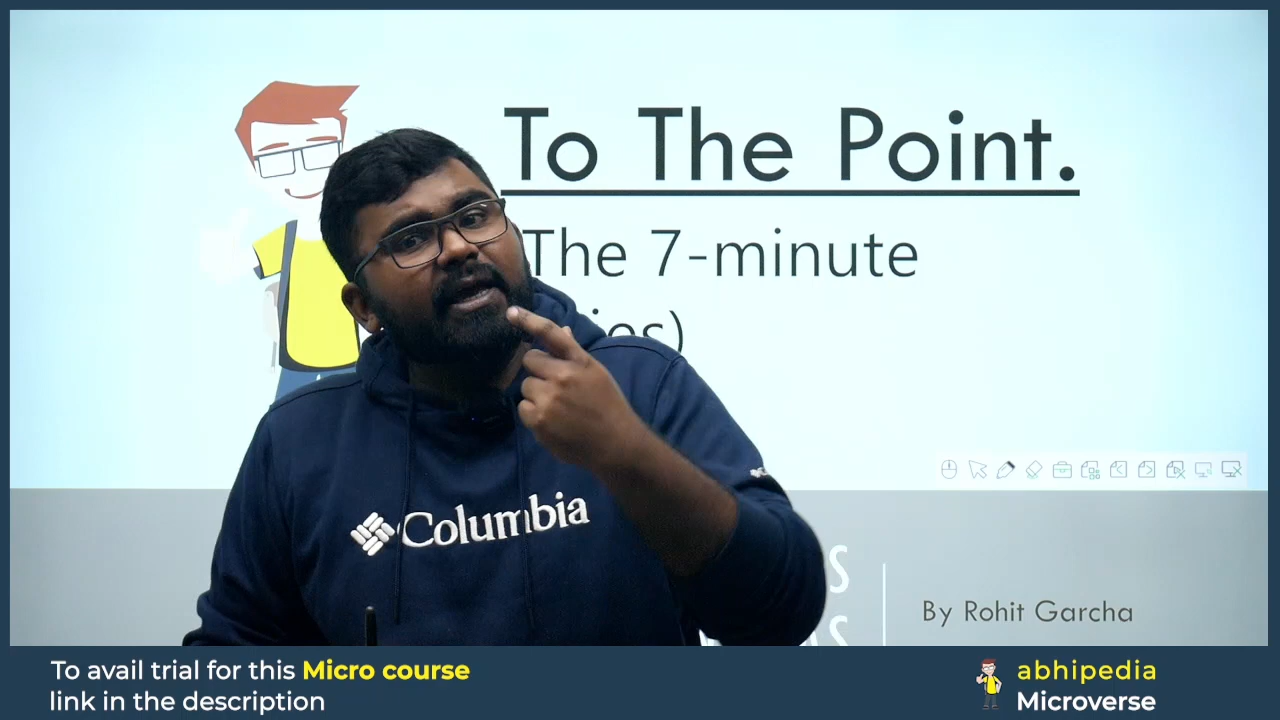 To The Point.
The 7-minute
Columbia
By Rohit Garcha
To avail trial for this Micro course
link in the description
abhipedia
Microverse